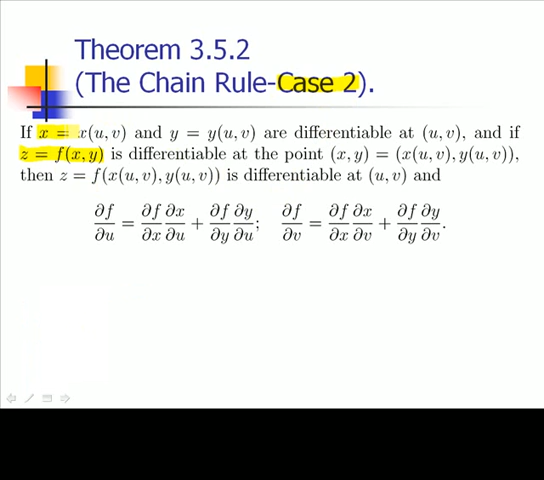 Theorem 3.5.2
(The Chain Rule-Case 2).
If x = x(u, v) and y = y(u, v) are differentiable at (u, v), and if
z = f(x, y) is differentiable at the point (x, y) = (x(u, v), y(u, v)),
then z = f(x(u, v), y(u, v)) is differentiable at (u, v) and
∂f/∂u = ∂f/∂x ∂x/∂u + ∂f/∂y ∂y/∂u; ∂f/∂v = ∂f/∂x ∂x/∂v + ∂f/∂y ∂y/∂v.